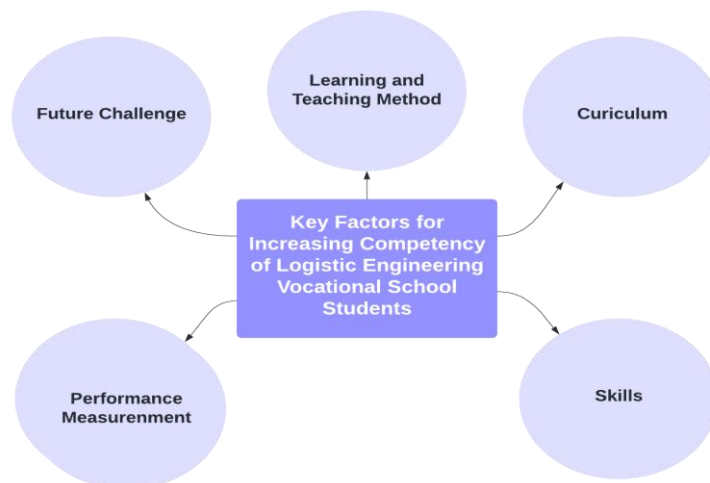 Learning and
Teaching Method
Future Challenge
Curiculum
Key Factors for
Increasing Competency
of Logistic Engineering
Vocational School
Students
Performance
Measurenment
Skills